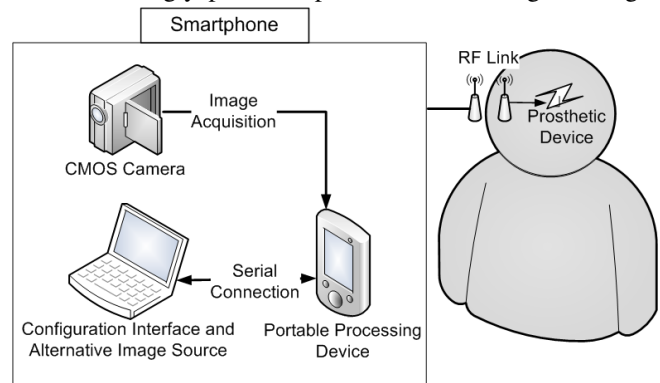 Smartphone
RF Link
Image
Acquisition
Prosthetic
Device
CMOS Camera
Serial
Connection
Configuration Interface and
Alternative Image Source
Portable Processing
Device